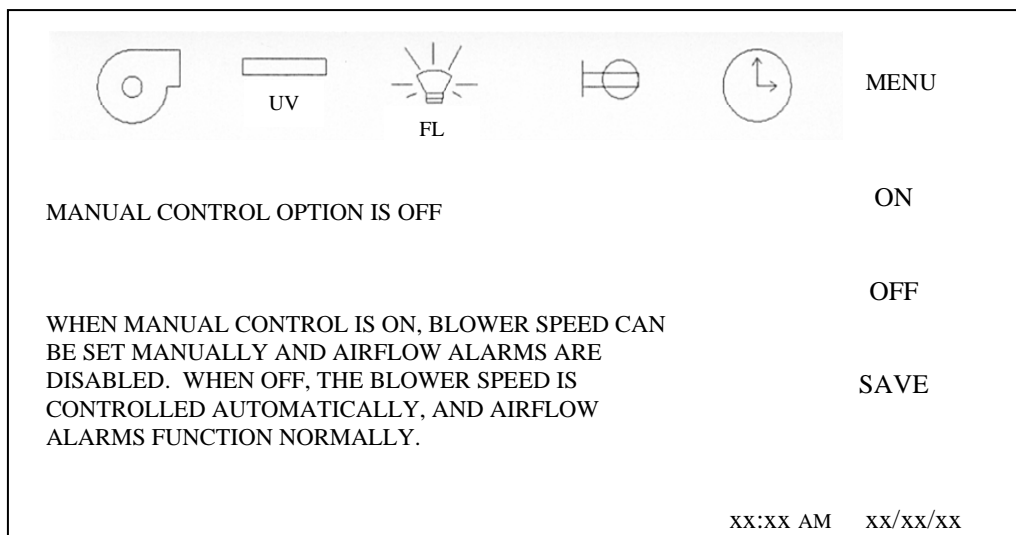 UV
FL
MENU
MANUAL CONTROL OPTION IS OFF
ON
OFF
WHEN MANUAL CONTROL IS ON, BLOWER SPEED CAN
BE SET MANUALLY AND AIRFLOW ALARMS ARE
DISABLED. WHEN OFF, THE BLOWER SPEED IS
CONTROLLED AUTOMATICALLY, AND AIRFLOW
ALARMS FUNCTION NORMALLY.
SAVE
xx:xx AM xx/xx/xx